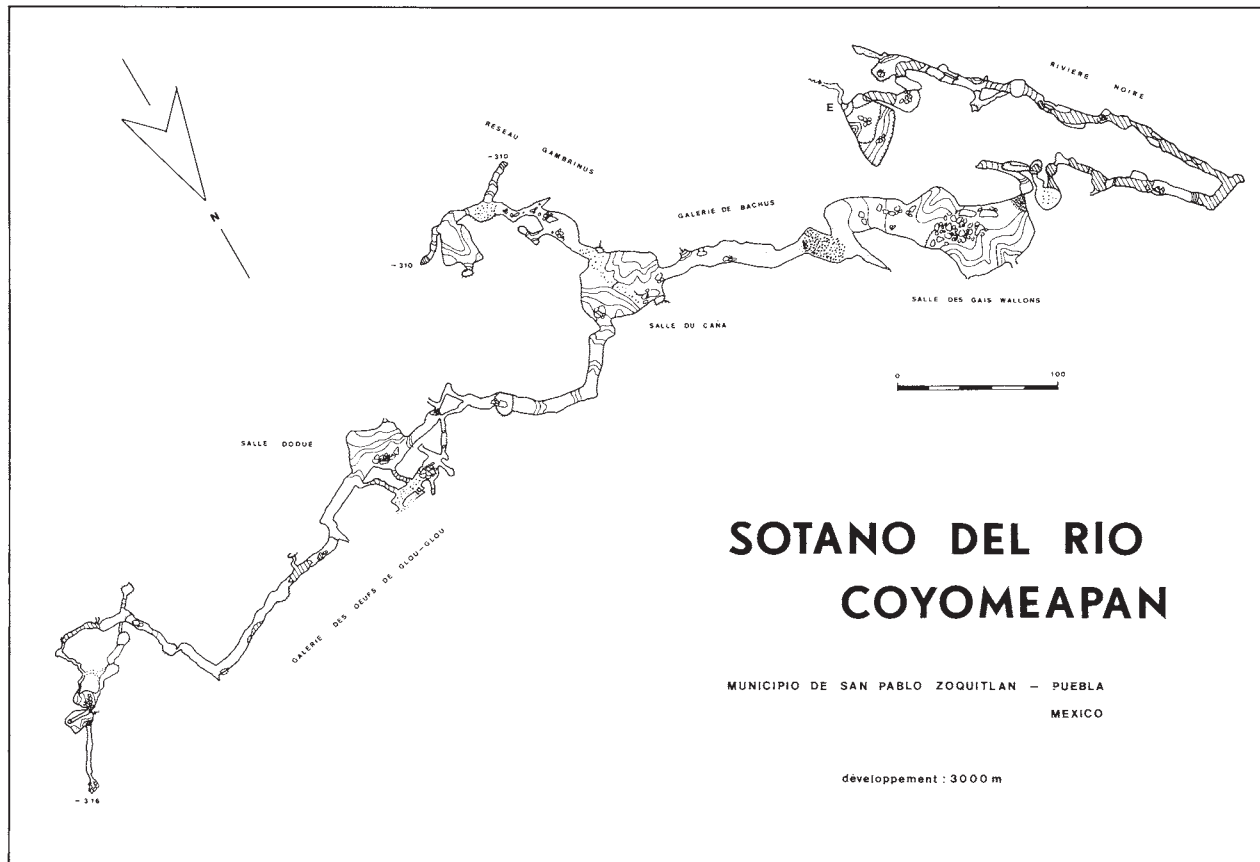 RIVIÈRE NOIRE
E
RESEAU GAMBRINUS
-310
GALERIE DE BACHUS
-310
N
SALLE DES GAIS WALLONS
SALLE DU CAÑA
0 100
SALLE DODUE
GALERIE DES OEUFS DE GLOU-GLOU
SOTANO DEL RIO
COYOMEAPAN
MUNICIPIO DE SAN PABLO ZOQUITLAN – PUEBLA
MEXICO
développement : 3000 m
-316